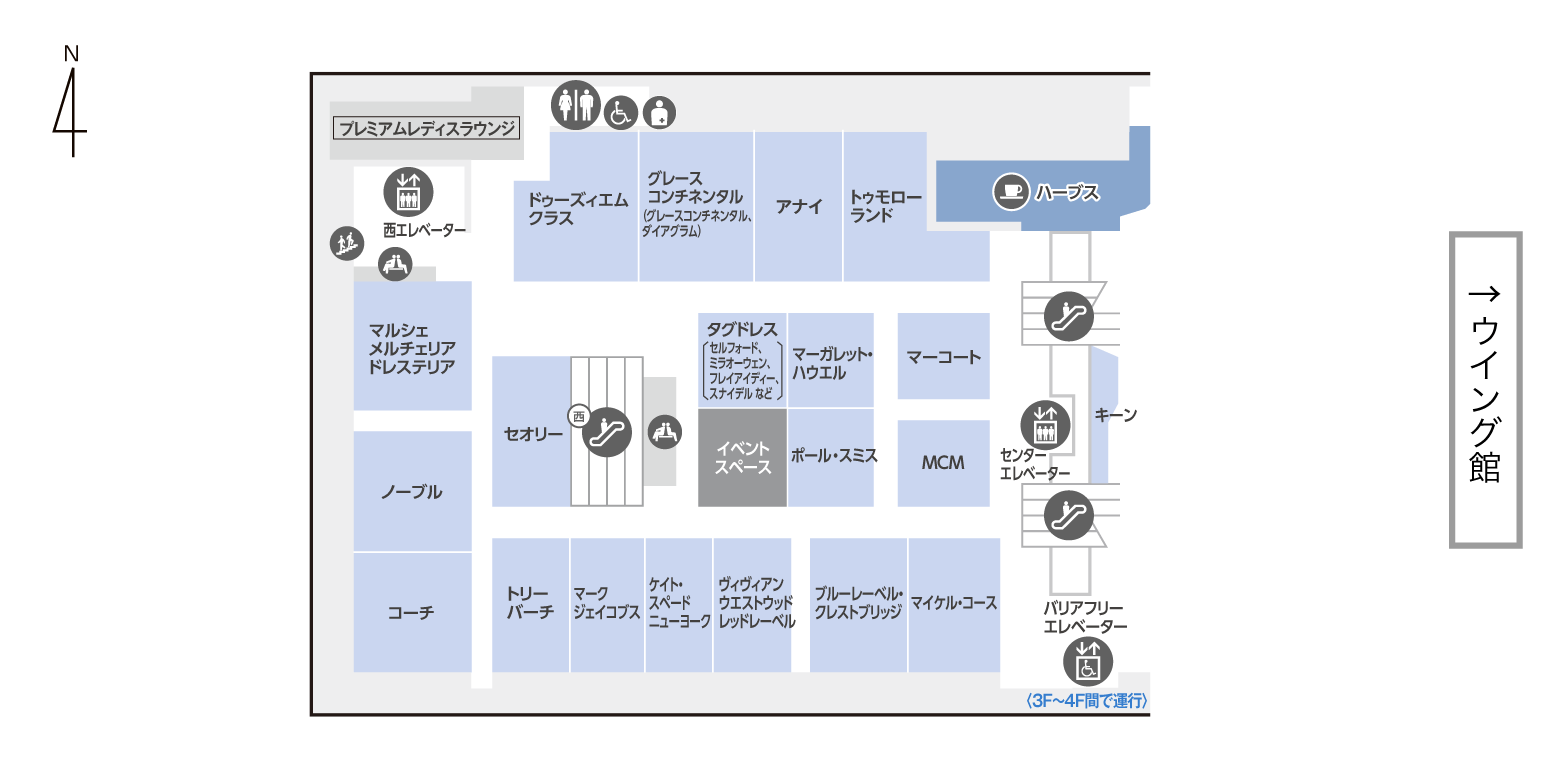 N
プレミアムレディスラウンジ
西エレベーター
ドゥーズィエム
クラス
グレース
コンチネンタル
(グレースコンチネンタル、
ダイアグラム)
アナイ
トゥモロー
ランド
ハーブス
マルシェ
メルチェリア
ドレステリア
セオリー
西
タグドレス
セルフォード、
ミラオーウェン、
フレイアイディー、
スナイデル など
マーガレット・
ハウエル
マーコート
イベント
スペース
ポール・スミス
MCM
キーン
センター
エレベーター
ノーブル
コーチ
トリー
バーチ
マーク
ジェイコブス
ケイト・
スペード
ニューヨーク
ヴィヴィアン
ウエストウッド
レッドレーベル
ブルーレーベル・
クレストブリッジ
マイケル・コース
バリアフリー
エレベーター
〈3F～4F間で運行〉
→ウイング館